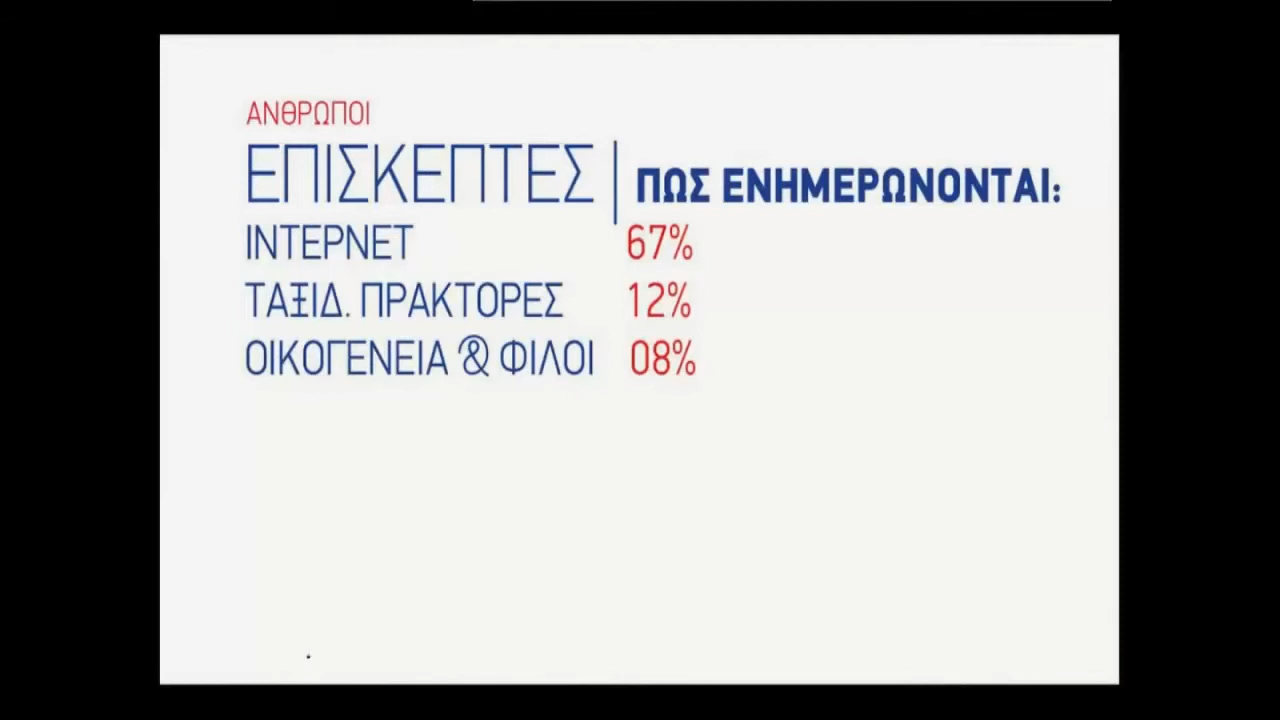 ΑΝΘΡΩΠΟΙ
ΕΠΙΣΚΕΠΤΕΣ | ΠΩΣ ΕΝΗΜΕΡΩΝΟΝΤΑΙ:
ΙΝΤΕΡΝΕΤ 67%
ΤΑΞΙΔ. ΠΡΑΚΤΟΡΕΣ 12%
ΟΙΚΟΓΕΝΕΙΑ & ΦΙΛΟΙ 08%